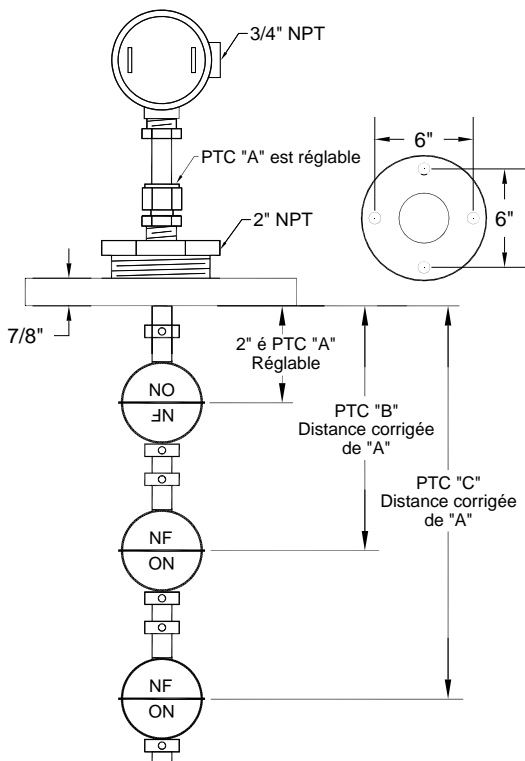 3/4" NPT
PTC "A" est réglable
6"
2" NPT
6"
7/8"
2" é PTC "A"
Réglable
NO
NF
PTC "B"
Distance corrigée
de "A"
PTC "C"
Distance corrigée
de "A"
NF
ON
NF
ON